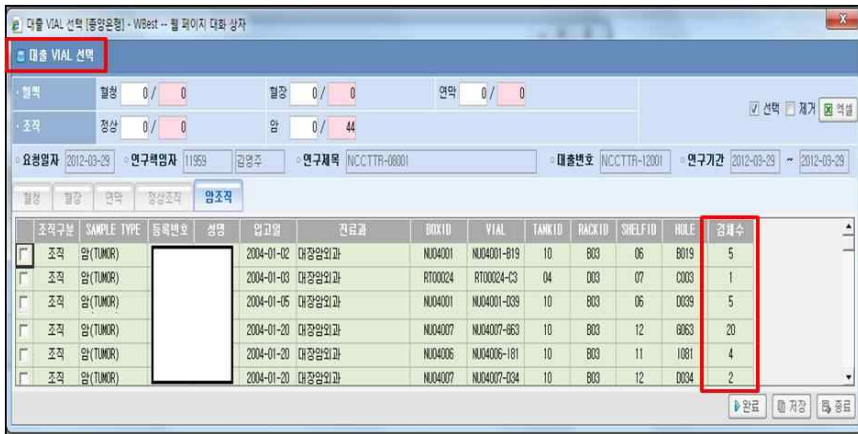 대출 VIAL 선택 [종양은행] - WBest -- 웹 페이지 대화 상자
대출 VIAL 선택
혈액 혈청 0/ 0 혈장 0/ 0 연막 0/ 0
선택 제거 엑셀
조직 정상 0/ 0 암 0/ 44
요청일자 2012-03-29 연구책임자 11959 김영주 연구제목 NCCTTR-08001 대출번호 NCCTTR-12001 연구기간 2012-03-29 ~ 2012-03-29
혈청 혈장 연막 정상조직 암조직
조직구분 SAMPLE TYPE 등록번호 성명 입고일 진료과 BOXID VIAL TANKID RACKID SHELFID HOLE 검체수
조직 암(TUMOR) 2004-01-02 대장암외과 NU04001 NU04001-B19 10 B03 06 B019 5
조직 암(TUMOR) 2004-01-03 대장암외과 RT00024 RT00024-C3 04 D03 07 C003 1
조직 암(TUMOR) 2004-01-05 대장암외과 NU04001 NU04001-D39 10 B03 06 D039 5
조직 암(TUMOR) 2004-01-20 대장암외과 NU04007 NU04007-G63 10 B03 12 G063 20
조직 암(TUMOR) 2004-01-20 대장암외과 NU04006 NU04006-I81 10 B03 11 I081 4
조직 암(TUMOR) 2004-01-20 대장암외과 NU04007 NU04007-D34 10 B03 12 D034 2
완료 저장 종료